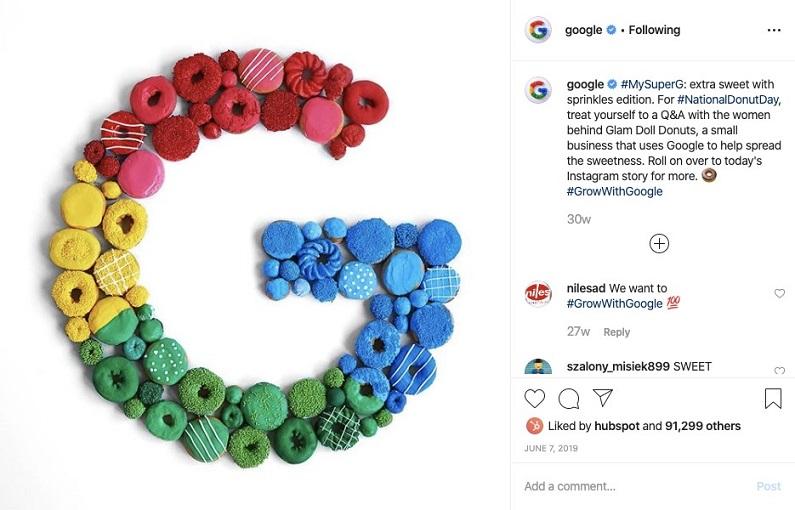 google • Following
google #MySuperG: extra sweet with
sprinkles edition. For #NationalDonutDay,
treat yourself to a Q&A with the women
behind Glam Doll Donuts, a small
business that uses Google to help spread
the sweetness. Roll on over to today's
Instagram story for more. 🍩
#GrowWithGoogle
30w
niles
nilesad We want to
#GrowWithGoogle 💯
27w Reply
szalony_misiek899 SWEET
Liked by hubspot and 91,299 others
JUNE 7, 2019
Add a comment... Post